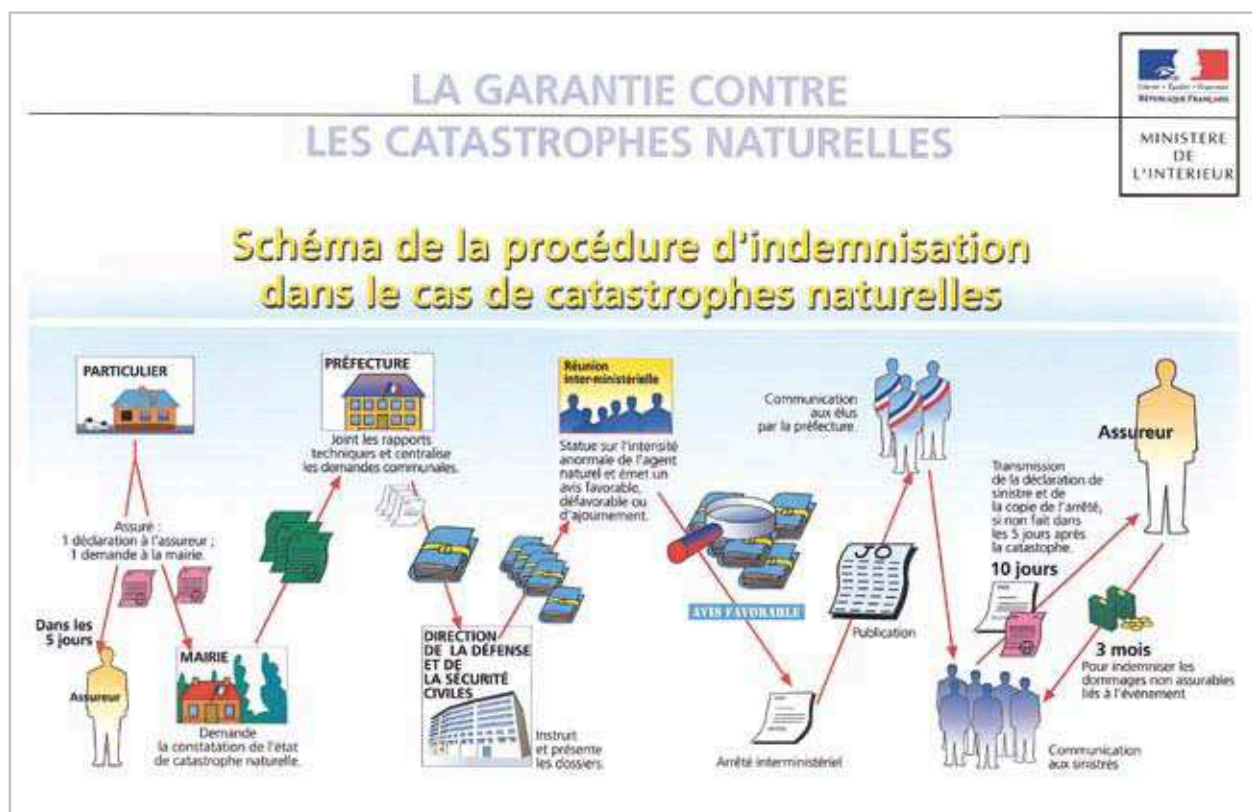 LA GARANTIE CONTRE
LES CATASTROPHES NATURELLES
RÉPUBLIQUE FRANÇAISE
MINISTERE
DE
L'INTERIEUR
Schéma de la procédure d'indemnisation
dans le cas de catastrophes naturelles
PARTICULIER
Assuré :
1 déclaration à l'assureur ;
1 demande à la mairie.
Dans les
5 jours
Assureur
MAIRIE
Demande
la constatation de l'état
de catastrophe naturelle.
PRÉFECTURE
Joint les rapports
techniques et centralise
les demandes communales.
DIRECTION
DE LA DÉFENSE
ET DE
LA SÉCURITÉ
CIVILES
Instruit
et présente
les dossiers.
Réunion
inter-ministérielle
Statue sur l'intensité
anormale de l'agent
naturel et émet un
avis favorable,
défavorable ou
d'ajournement.
AVIS FAVORABLE
Arrêté interministériel
JO
Publication
Communication
aux élus
par la préfecture.
Transmission
de la déclaration de
sinistre et de
la copie de l'arrêté,
si non fait dans
les 5 jours après
la catastophe.
10 jours
Assureur
3 mois
Pour indemniser les
dommages non assurables
liés à l'événement
Communication
aux sinistrés